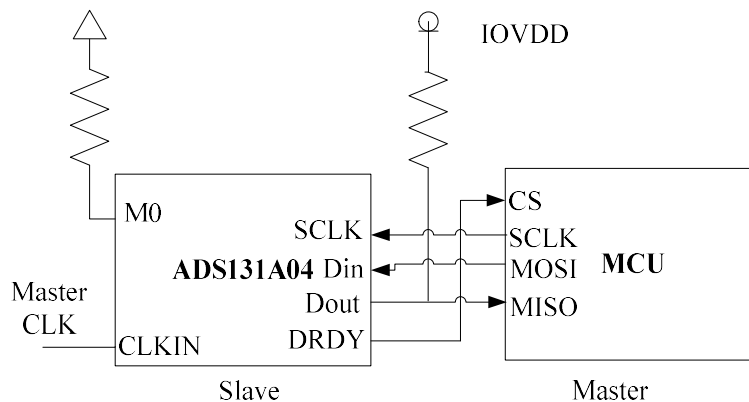 IOVDD
M0
SCLK
ADS131A04 Din
Dout
DRDY
CLKIN
Master
CLK
CS
SCLK
MOSI
MCU
MISO
Slave
Master